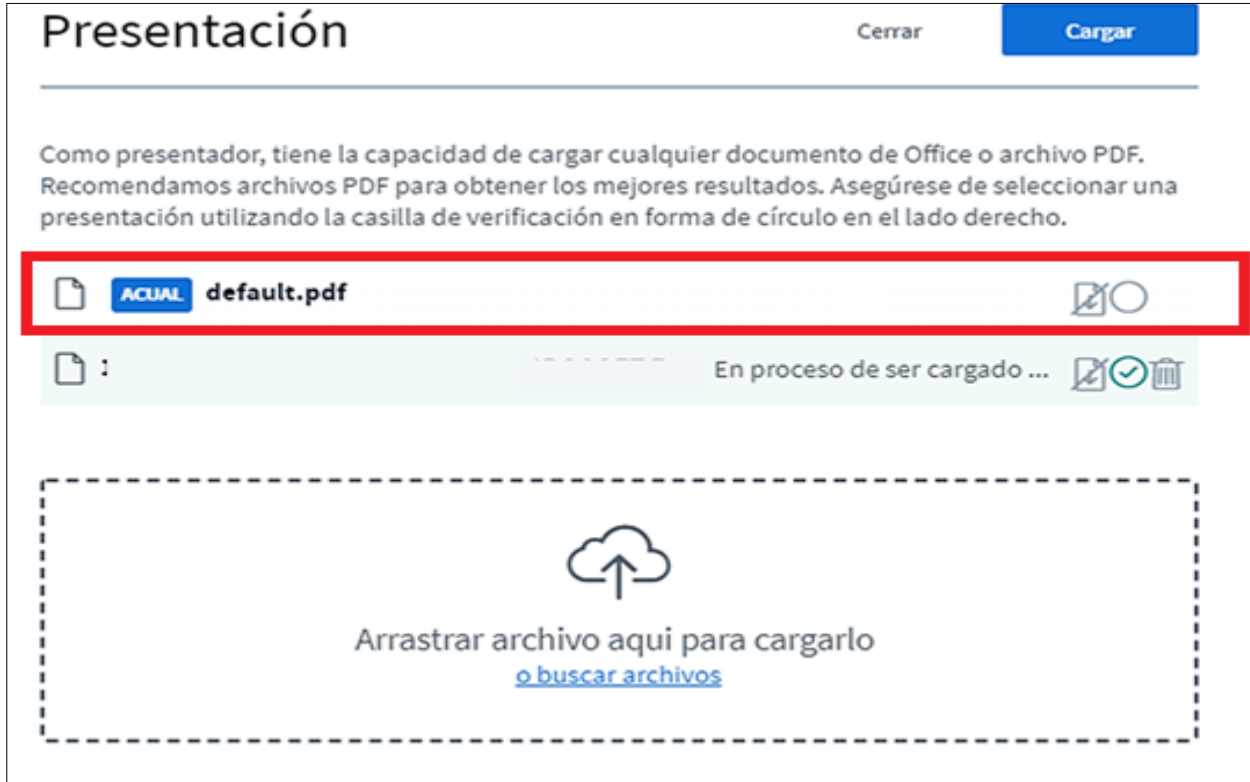 Presentación
Cerrar
Cargar
Como presentador, tiene la capacidad de cargar cualquier documento de Office o archivo PDF.
Recomendamos archivos PDF para obtener los mejores resultados. Asegúrese de seleccionar una
presentación utilizando la casilla de verificación en forma de círculo en el lado derecho.
ACUAL default.pdf
En proceso de ser cargado ...
Arrastrar archivo aqui para cargarlo
o buscar archivos